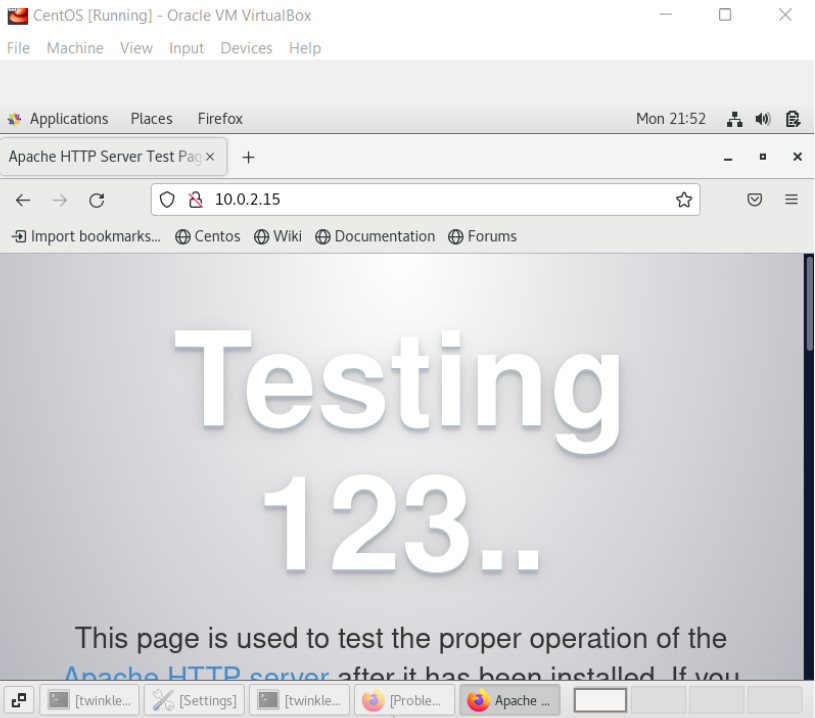 CentOS [Running] - Oracle VM VirtualBox
File Machine View Input Devices Help
Applications Places Firefox Mon 21:52
Apache HTTP Server Test Pag
10.0.2.15
Import bookmarks... Centos Wiki Documentation Forums
Testing
123..
This page is used to test the proper operation of the
Apache HTTP server after it has been installed. If you
[twinkle... [Settings] [twinkle... [Proble... Apache ...